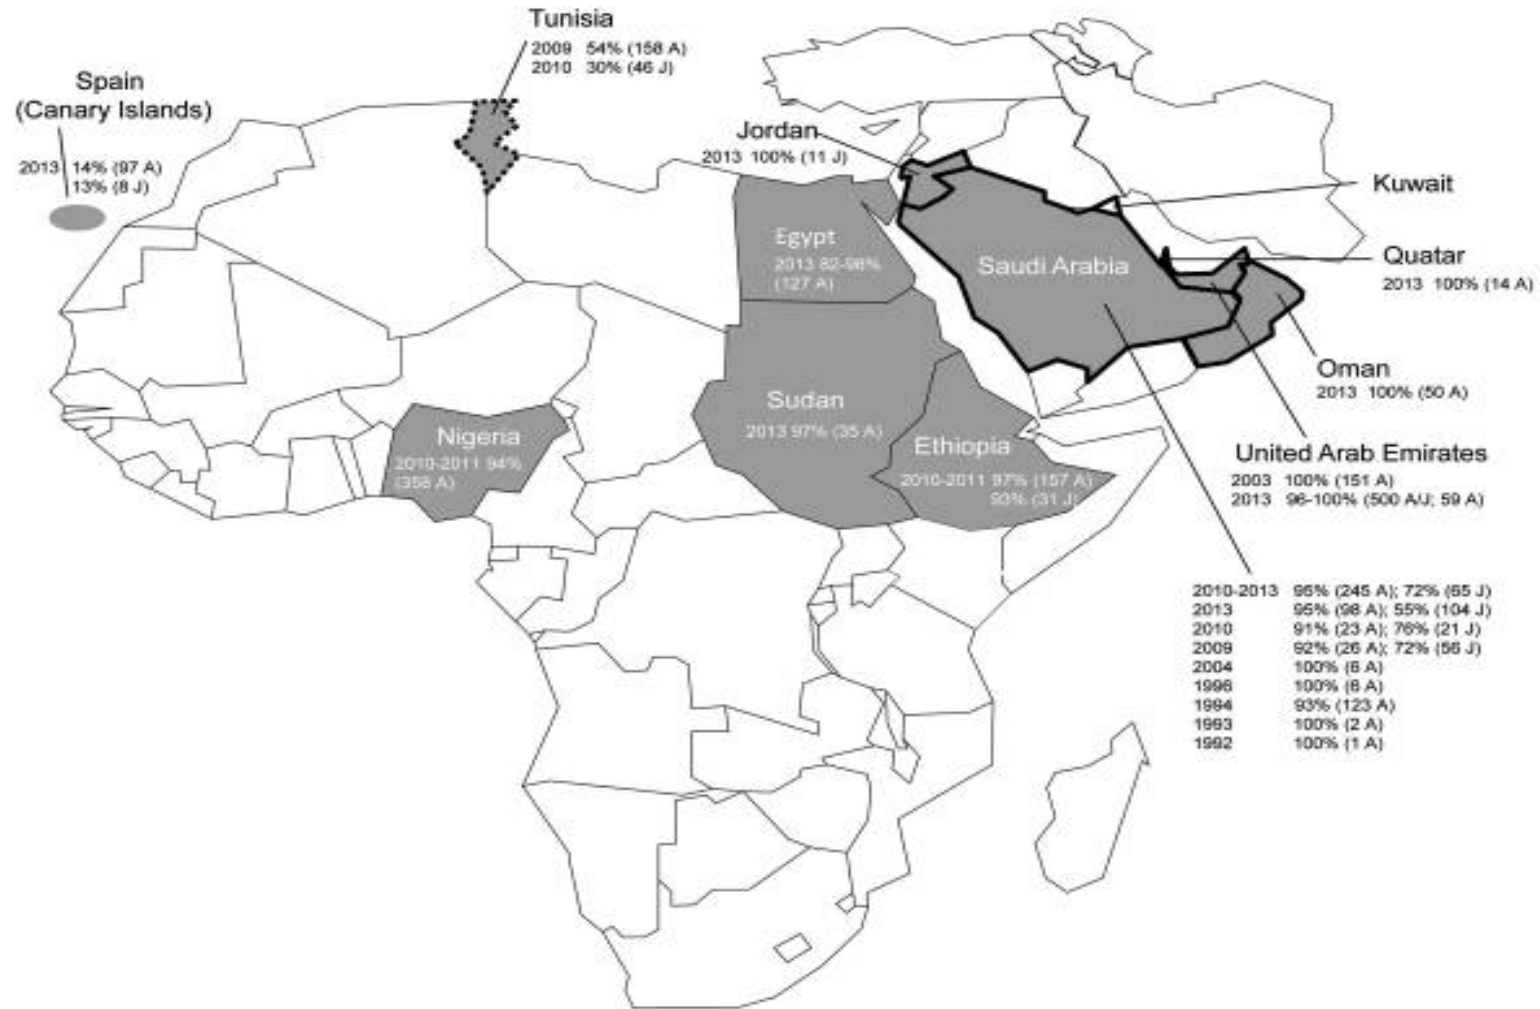 Tunisia
2009 54% (158 A)
2010 30% (46 J)
Spain
(Canary Islands)
2013 14% (97 A)
13% (8 J)
Jordan
2013 100% (11 J)
Kuwait
Egypt
2013 82-98%
(127 A)
Saudi Arabia
Quatar
2013 100% (14 A)
Oman
2013 100% (50 A)
Sudan
2013 97% (35 A)
Nigeria
2010-2011 94%
(358 A)
Ethiopia
2010-2011 97% (157 A)
93% (31 J)
United Arab Emirates
2003 100% (151 A)
2013 96-100% (500 A/J; 59 A)
2010-2013 95% (245 A); 72% (65 J)
2013 95% (98 A); 55% (104 J)
2010 91% (23 A); 76% (21 J)
2009 92% (26 A); 72% (56 J)
2004 100% (6 A)
1996 100% (6 A)
1994 93% (123 A)
1993 100% (2 A)
1992 100% (1 A)